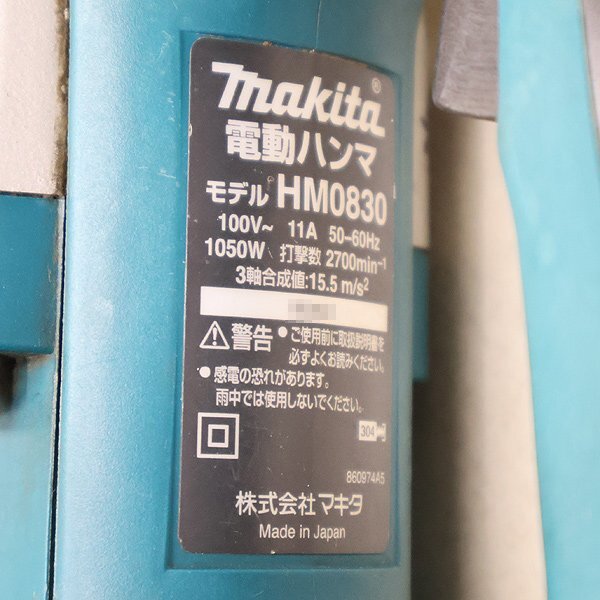 makita®
電動ハンマ
モデル HM0830
100V~ 11A 50-60Hz
1050W 打撃数 2700min⁻¹
3軸合成値:15.5 m/s²
⚠警告 ●ご使用前に取扱説明書を
必ずよくお読みください。
●感電の恐れがあります。
雨中では使用しないでください。
304
860974A5
株式会社 マキタ
Made in Japan